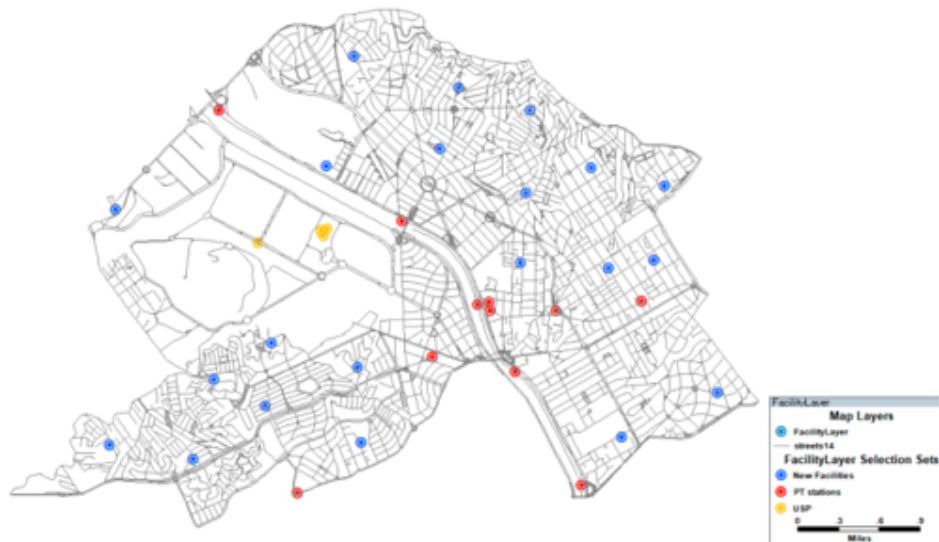 FacilityLayer
Map Layers
FacilityLayer
streets14
FacilityLayer Selection Sets
New Facilities
PT stations
USP
0 .3 .6 .9
Miles